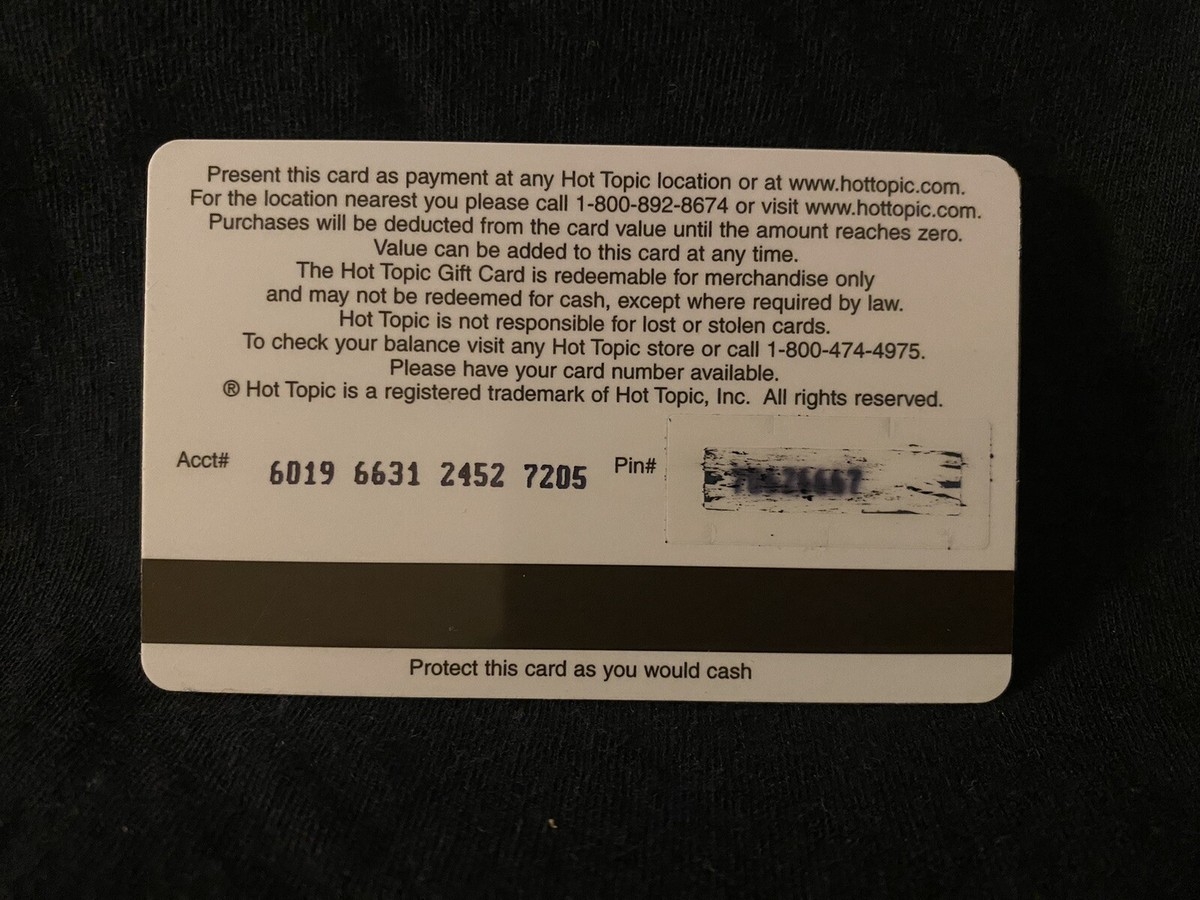 Present this card as payment at any Hot Topic location or at www.hottopic.com.
For the location nearest you please call 1-800-892-8674 or visit www.hottopic.com.
Purchases will be deducted from the card value until the amount reaches zero.
Value can be added to this card at any time.
The Hot Topic Gift Card is redeemable for merchandise only
and may not be redeemed for cash, except where required by law.
Hot Topic is not responsible for lost or stolen cards.
To check your balance visit any Hot Topic store or call 1-800-474-4975.
Please have your card number available.
® Hot Topic is a registered trademark of Hot Topic, Inc. All rights reserved.
Acct# 6019 6631 2452 7205 Pin#
Protect this card as you would cash